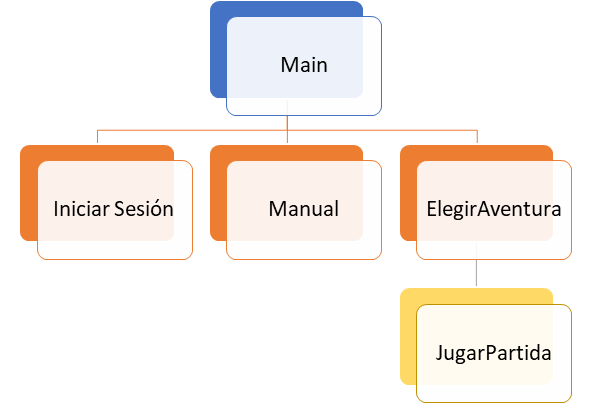 Main
Iniciar Sesión
Manual
ElegirAventura
JugarPartida